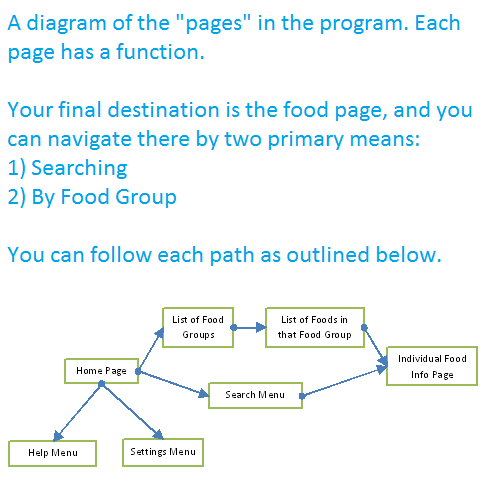 A diagram of the "pages" in the program. Each
page has a function.
Your final destination is the food page, and you
can navigate there by two primary means:
1) Searching
2) By Food Group
You can follow each path as outlined below.
List of Food
Groups
List of Foods in
that Food Group
Individual Food
Info Page
Home Page
Search Menu
Help Menu
Settings Menu